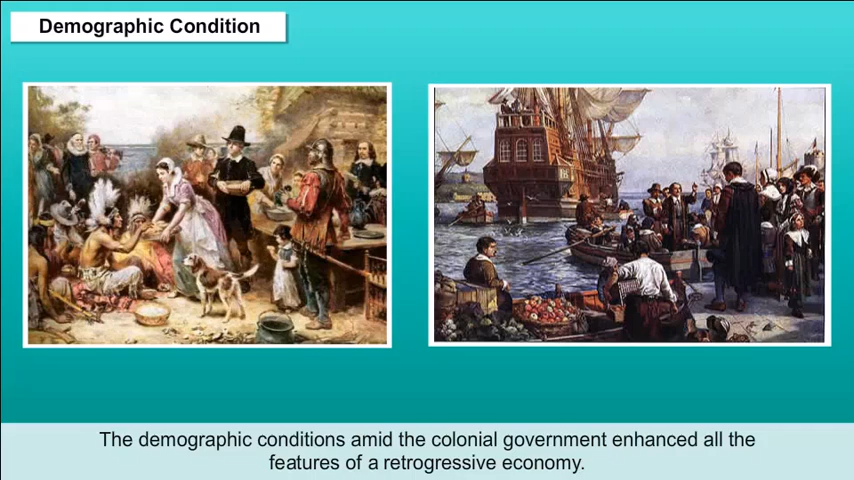 Demographic Condition
The demographic conditions amid the colonial government enhanced all the
features of a retrogressive economy.